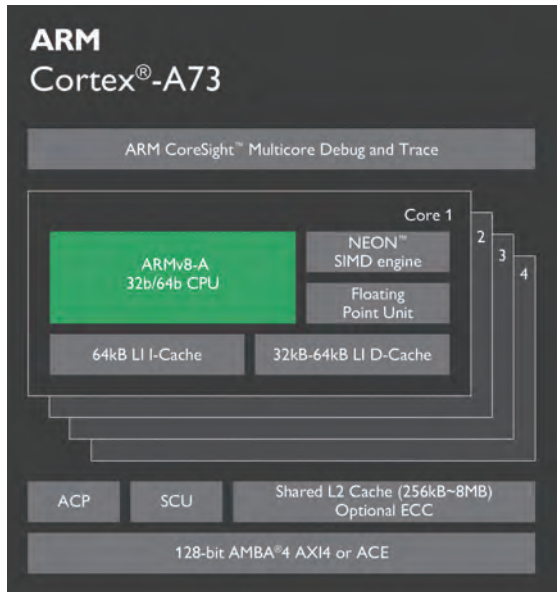 ARM
Cortex®-A73
ARM CoreSight™ Multicore Debug and Trace
Core 1
2
3
4
ARMv8-A
32b/64b CPU
NEON™
SIMD engine
Floating
Point Unit
64kB LI I-Cache
32kB-64kB LI D-Cache
ACP
SCU
Shared L2 Cache (256kB~8MB)
Optional ECC
128-bit AMBA®4 AXI4 or ACE